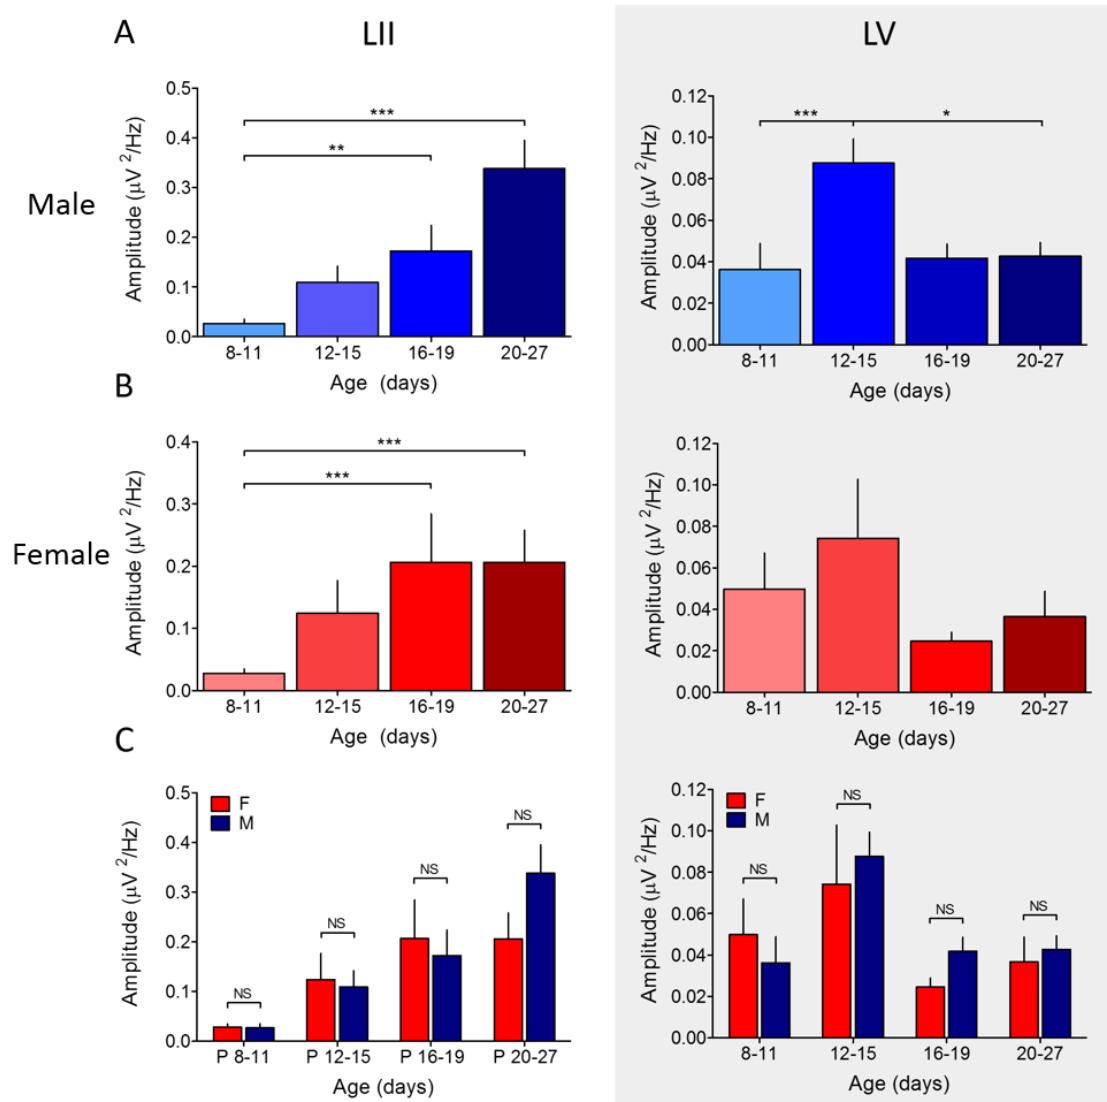 A
LII
LV
Male
Amplitude (µV 2/Hz)
0.5
0.4
0.3
0.2
0.1
0.0
***
**
8-11
12-15
16-19
20-27
Age (days)
Amplitude (µV 2/Hz)
0.12
0.10
0.08
0.06
0.04
0.02
0.00
***
*
8-11
12-15
16-19
20-27
Age (days)
B
Female
Amplitude (µV 2/Hz)
0.4
0.3
0.2
0.1
0.0
***
***
8-11
12-15
16-19
20-27
Age (days)
Amplitude (µV 2/Hz)
0.12
0.10
0.08
0.06
0.04
0.02
0.00
8-11
12-15
16-19
20-27
Age (days)
C
Amplitude (µV 2/Hz)
0.5
0.4
0.3
0.2
0.1
0.0
F
M
NS
NS
NS
NS
P 8-11
P 12-15
P 16-19
P 20-27
Age (days)
Amplitude (µV 2/Hz)
0.12
0.10
0.08
0.06
0.04
0.02
0.00
F
M
NS
NS
NS
NS
8-11
12-15
16-19
20-27
Age (days)